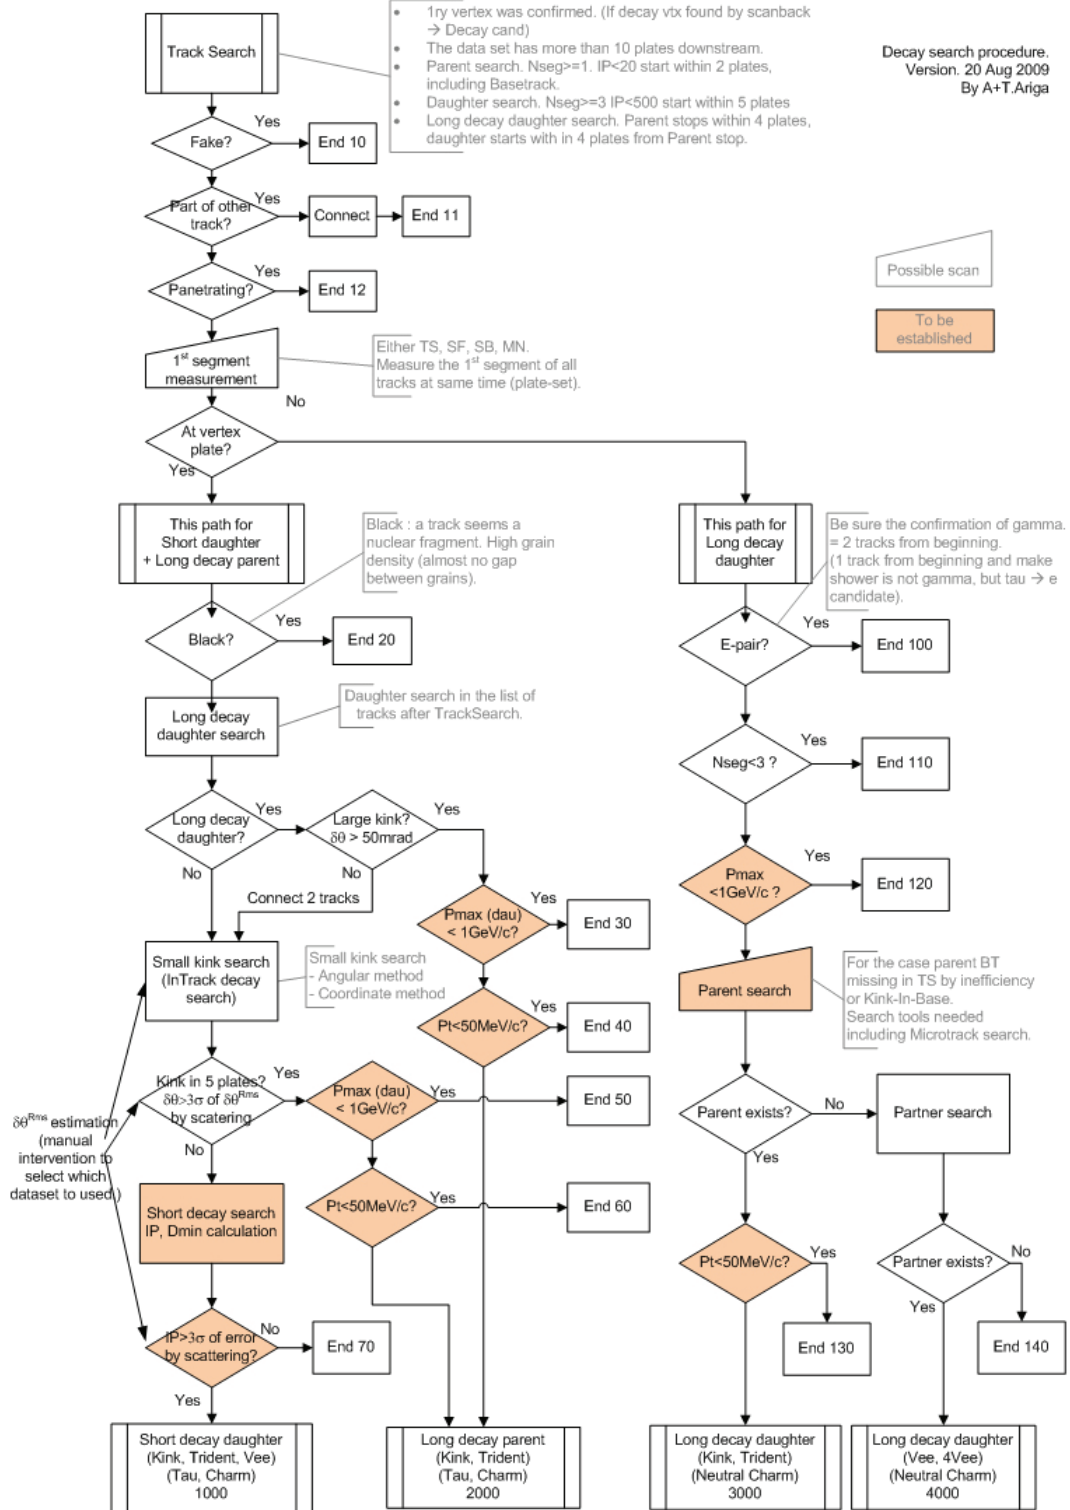 Track Search
1ry vertex was confirmed. (If decay vtx found by scanback
→ Decay cand)
The data set has more than 10 plates downstream.
Parent search. Nseg>=1. IP<20 start within 2 plates,
including Basetrack.
Daughter search. Nseg>=3 IP<500 start within 5 plates
Long decay daughter search. Parent stops within 4 plates,
daughter starts with in 4 plates from Parent stop.
Decay search procedure.
Version. 20 Aug 2009
By A+T.Ariga
Fake?
Yes
End 10
Part of other
track?
Yes
Connect
End 11
Panetrating?
Yes
End 12
Possible scan
To be
established
1st segment
measurement
Either TS, SF, SB, MN.
Measure the 1st segment of all
tracks at same time (plate-set).
No
At vertex
plate?
Yes
This path for
Short daughter
+ Long decay parent
Black : a track seems a
nuclear fragment. High grain
density (almost no gap
between grains).
This path for
Long decay
daughter
Be sure the confirmation of gamma.
= 2 tracks from beginning.
(1 track from beginning and make
shower is not gamma, but tau → e
candidate).
Black?
Yes
End 20
E-pair?
Yes
End 100
Long decay
daughter search
Daughter search in the list of
tracks after TrackSearch.
Nseg<3 ?
Yes
End 110
Long decay
daughter?
Yes
No
Large kink?
δθ > 50mrad
Yes
No
Connect 2 tracks
Pmax
<1GeV/c ?
Yes
End 120
Pmax (dau)
< 1GeV/c?
Yes
End 30
Small kink search
(InTrack decay
search)
Small kink search
- Angular method
- Coordinate method
Parent search
For the case parent BT
missing in TS by inefficiency
or Kink-In-Base.
Search tools needed
including Microtrack search.
Pt<50MeV/c?
Yes
End 40
Kink in 5 plates?
δθ>3σ of δθRms
by scatering
Yes
No
Pmax (dau)
< 1GeV/c?
Yes
End 50
Parent exists?
No
Yes
Partner search
δθRms estimation
(manual
intervention to
select which
dataset to used )
Short decay search
IP, Dmin calculation
Pt<50MeV/c?
Yes
End 60
Pt<50MeV/c?
Yes
End 130
Partner exists?
No
Yes
End 140
IP>3σ of error
by scattering?
No
Yes
End 70
Short decay daughter
(Kink, Trident, Vee)
(Tau, Charm)
1000
Long decay parent
(Kink, Trident)
(Tau, Charm)
2000
Long decay daughter
(Kink, Trident)
(Neutral Charm)
3000
Long decay daughter
(Vee, 4Vee)
(Neutral Charm)
4000